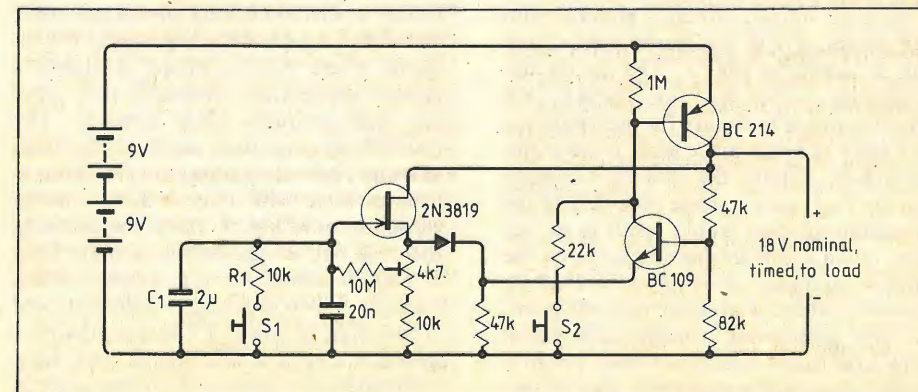 9V
9V
C1 2μ
R1 10k
S1
10M
20n
2N3819
4k7
10k
47k
22k
S2
1M
BC 214
BC 109
47k
82k
+
18V nominal,
timed, to load
−